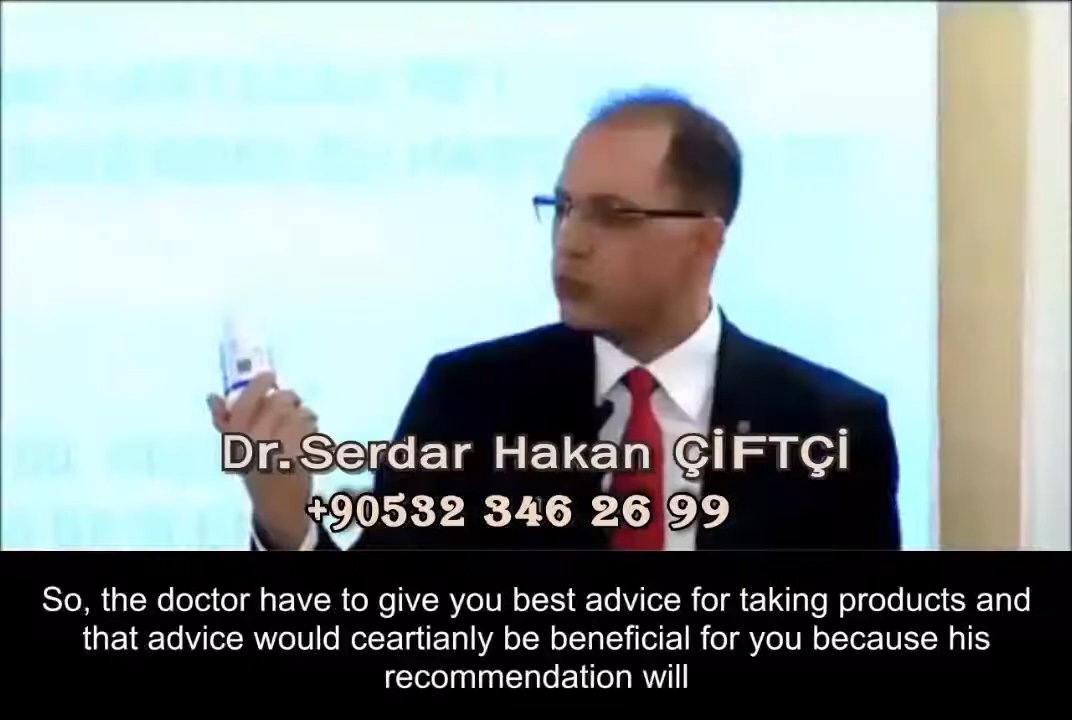 Dr. Serdar Hakan ÇİFTÇİ
+90532 346 26 99
So, the doctor have to give you best advice for taking products and
that advice would ceartianly be beneficial for you because his
recommendation will